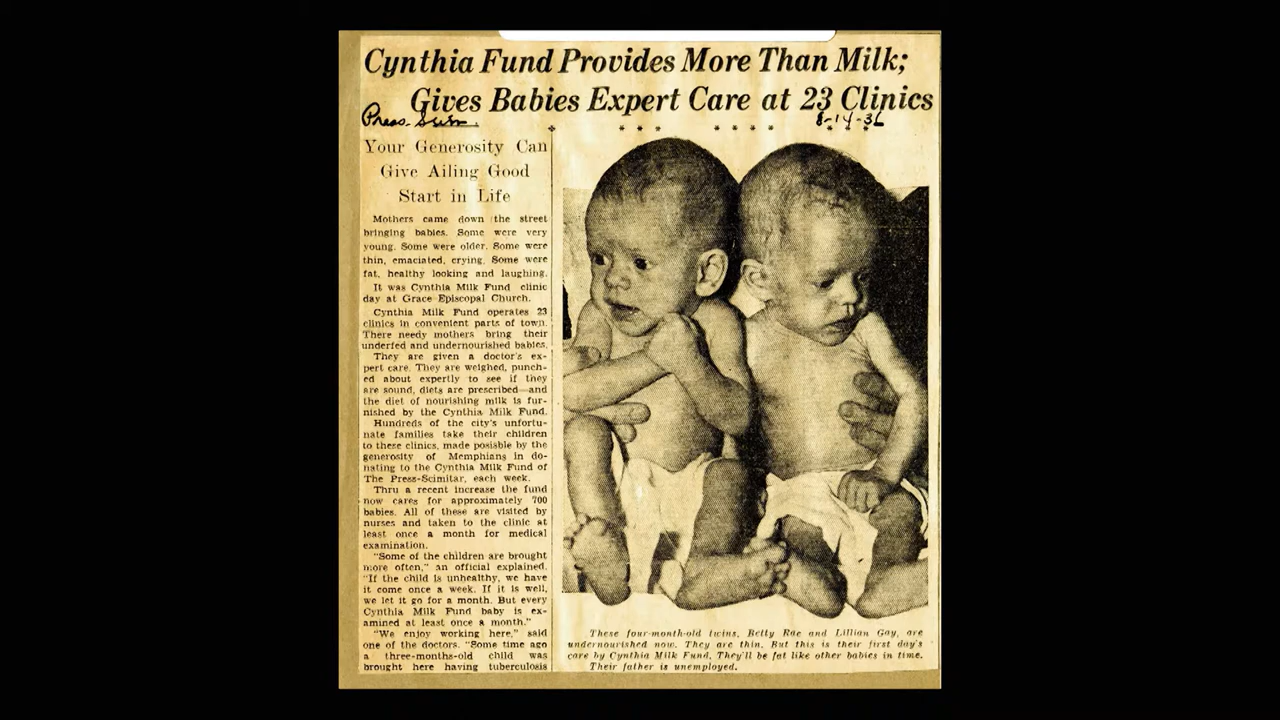 Cynthia Fund Provides More Than Milk;
Gives Babies Expert Care at 23 Clinics
8-14-36
Your Generosity Can
Give Ailing Good
Start in Life
Mothers came down the street
bringing babies. Some were very
young. Some were older. Some were
thin, emaciated, crying. Some were
fat, healthy looking and laughing.
It was Cynthia Milk Fund clinic
day at Grace Episcopal Church.
Cynthia Milk Fund operates 23
clinics in convenient parts of town.
There needy mothers bring their
underfed and undernourished babies.
They are given a doctor's ex-
pert care. They are weighed, punch-
ed about expertly to see if they
are sound, diets are prescribed—and
the diet of nourishing milk is fur-
nished by the Cynthia Milk Fund.
Hundreds of the city's unfortu-
nate families take their children
to these clinics, made posisble by the
generosity of Memphians in do-
nating to the Cynthia Milk Fund of
The Press-Scimitar, each week.
Thru a recent increase the fund
now cares for approximately 700
babies. All of these are visited by
nurses and taken to the clinic at
least once a month for medical
examination.
"Some of the children are brought
more often," an official explained.
"If the child is unhealthy, we have
it come once a week. If it is well,
we let it go for a month. But every
Cynthia Milk Fund baby is ex-
amined at least once a month."
"We enjoy working here," said
one of the doctors. "Some time ago
a three-months-old child was
brought here having tuberculosis
These four-month-old twins, Betty Rae and Lillian Gay, are
undernourished now. They are thin. But this is their first day's
care by Cynthia Milk Fund. They'll be fat like other babies in time.
Their father is unemployed.